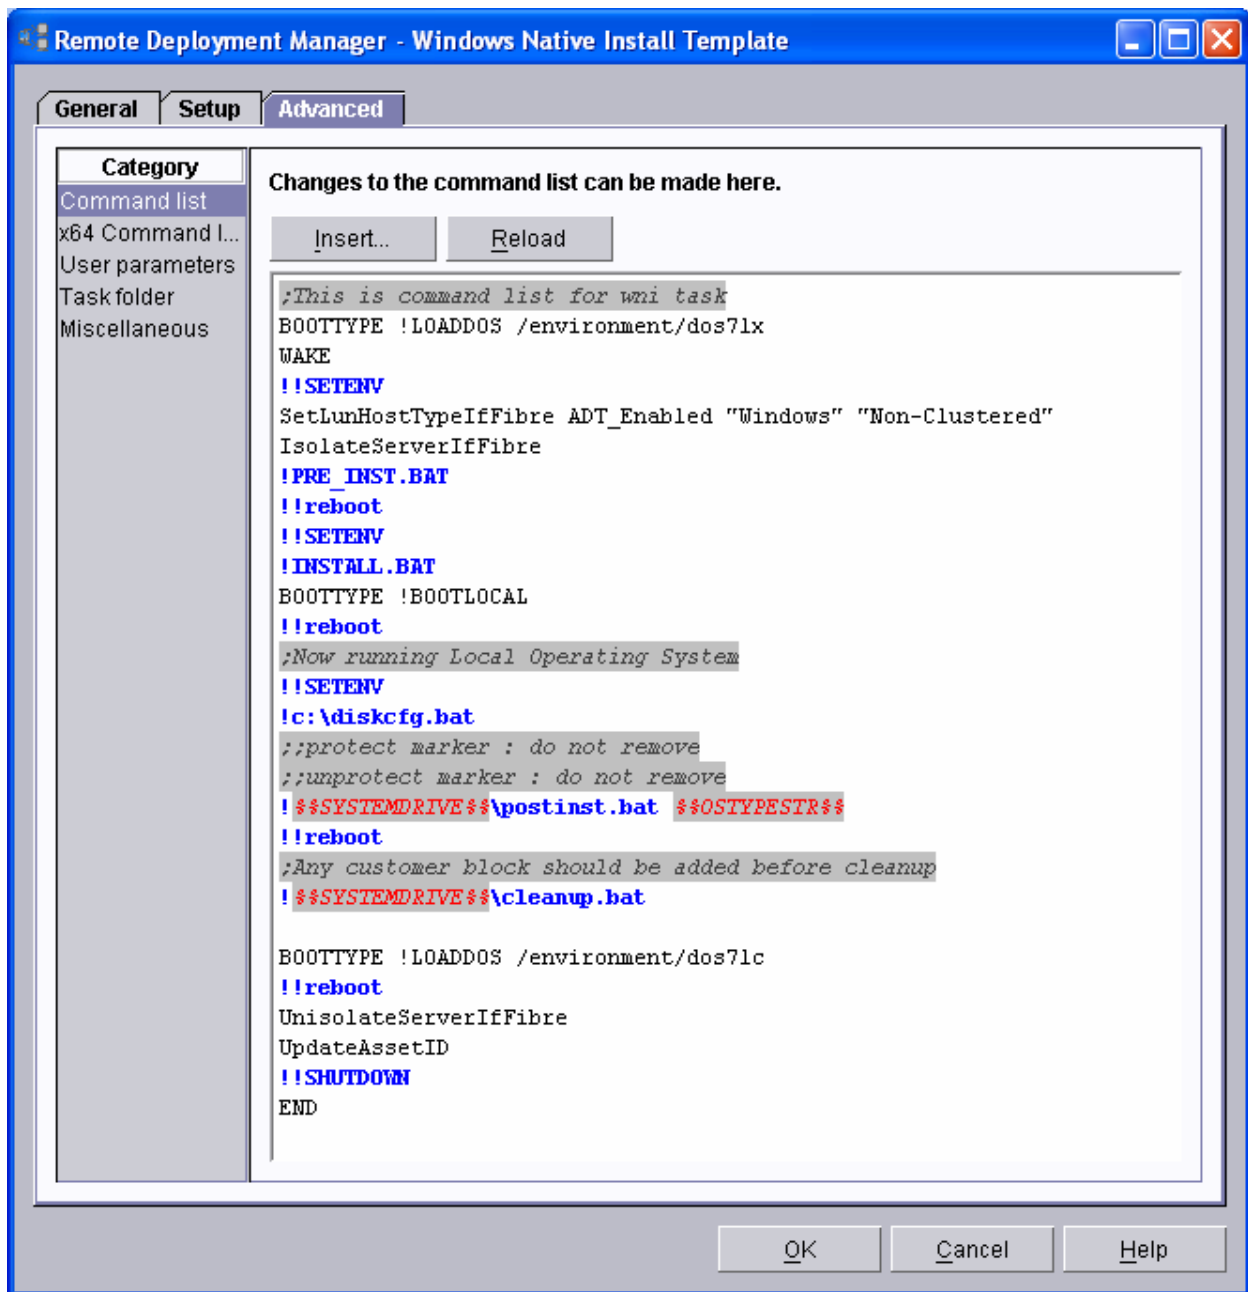 Remote Deployment Manager - Windows Native Install Template
General Setup Advanced
Category
Command list
x64 Command l...
User parameters
Task folder
Miscellaneous
Changes to the command list can be made here.
Insert... Reload
;This is command list for wni task
BOOTTYPE !LOADDOS /environment/dos71x
WAKE
!!SETENV
SetLunHostTypeIfFibre ADT_Enabled "Windows" "Non-Clustered"
IsolateServerIfFibre
!PRE_INST.BAT
!!reboot
!!SETENV
!INSTALL.BAT
BOOTTYPE !BOOTLOCAL
!!reboot
;Now running Local Operating System
!!SETENV
!c:\diskcfg.bat
;;protect marker : do not remove
;;unprotect marker : do not remove
!%%SYSTEMDRIVE%%\postinst.bat %%OSTYPESTR%%
!!reboot
;Any customer block should be added before cleanup
!%%SYSTEMDRIVE%%\cleanup.bat
BOOTTYPE !LOADDOS /environment/dos71c
!!reboot
UnisolateServerIfFibre
UpdateAssetID
!!SHUTDOWN
END
OK Cancel Help